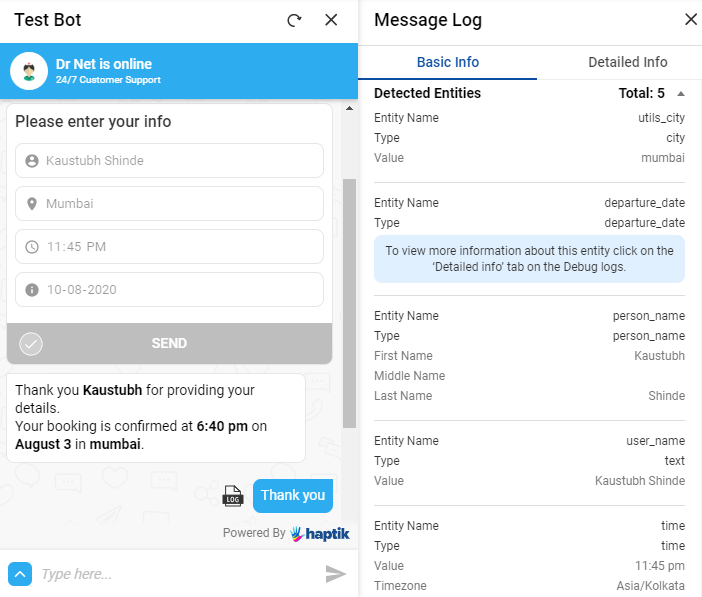 Test Bot
Dr Net is online
24/7 Customer Support
Please enter your info
Kaustubh Shinde
Mumbai
11:45 PM
10-08-2020
SEND
Thank you Kaustubh for providing your
details.
Your booking is confirmed at 6:40 pm on
August 3 in mumbai.
LOG
Thank you
Powered By haptik
Type here...
Message Log
Basic Info Detailed Info
Detected Entities Total: 5
Entity Name utils_city
Type city
Value mumbai
Entity Name departure_date
Type departure_date
To view more information about this entity click on the
'Detailed info' tab on the Debug logs.
Entity Name person_name
Type person_name
First Name Kaustubh
Middle Name
Last Name Shinde
Entity Name user_name
Type text
Value Kaustubh Shinde
Entity Name time
Type time
Value 11:45 pm
Timezone Asia/Kolkata